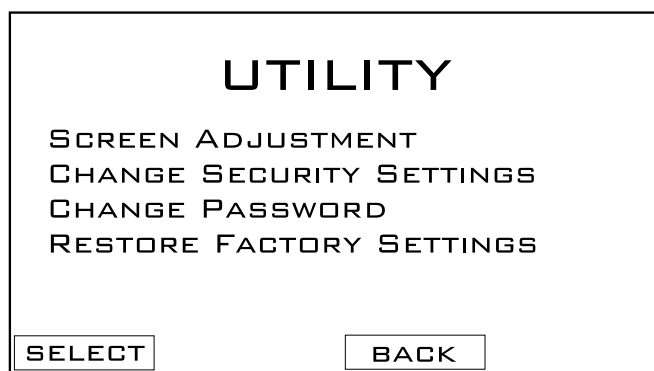 UTILITY
SCREEN ADJUSTMENT
CHANGE SECURITY SETTINGS
CHANGE PASSWORD
RESTORE FACTORY SETTINGS
SELECT BACK